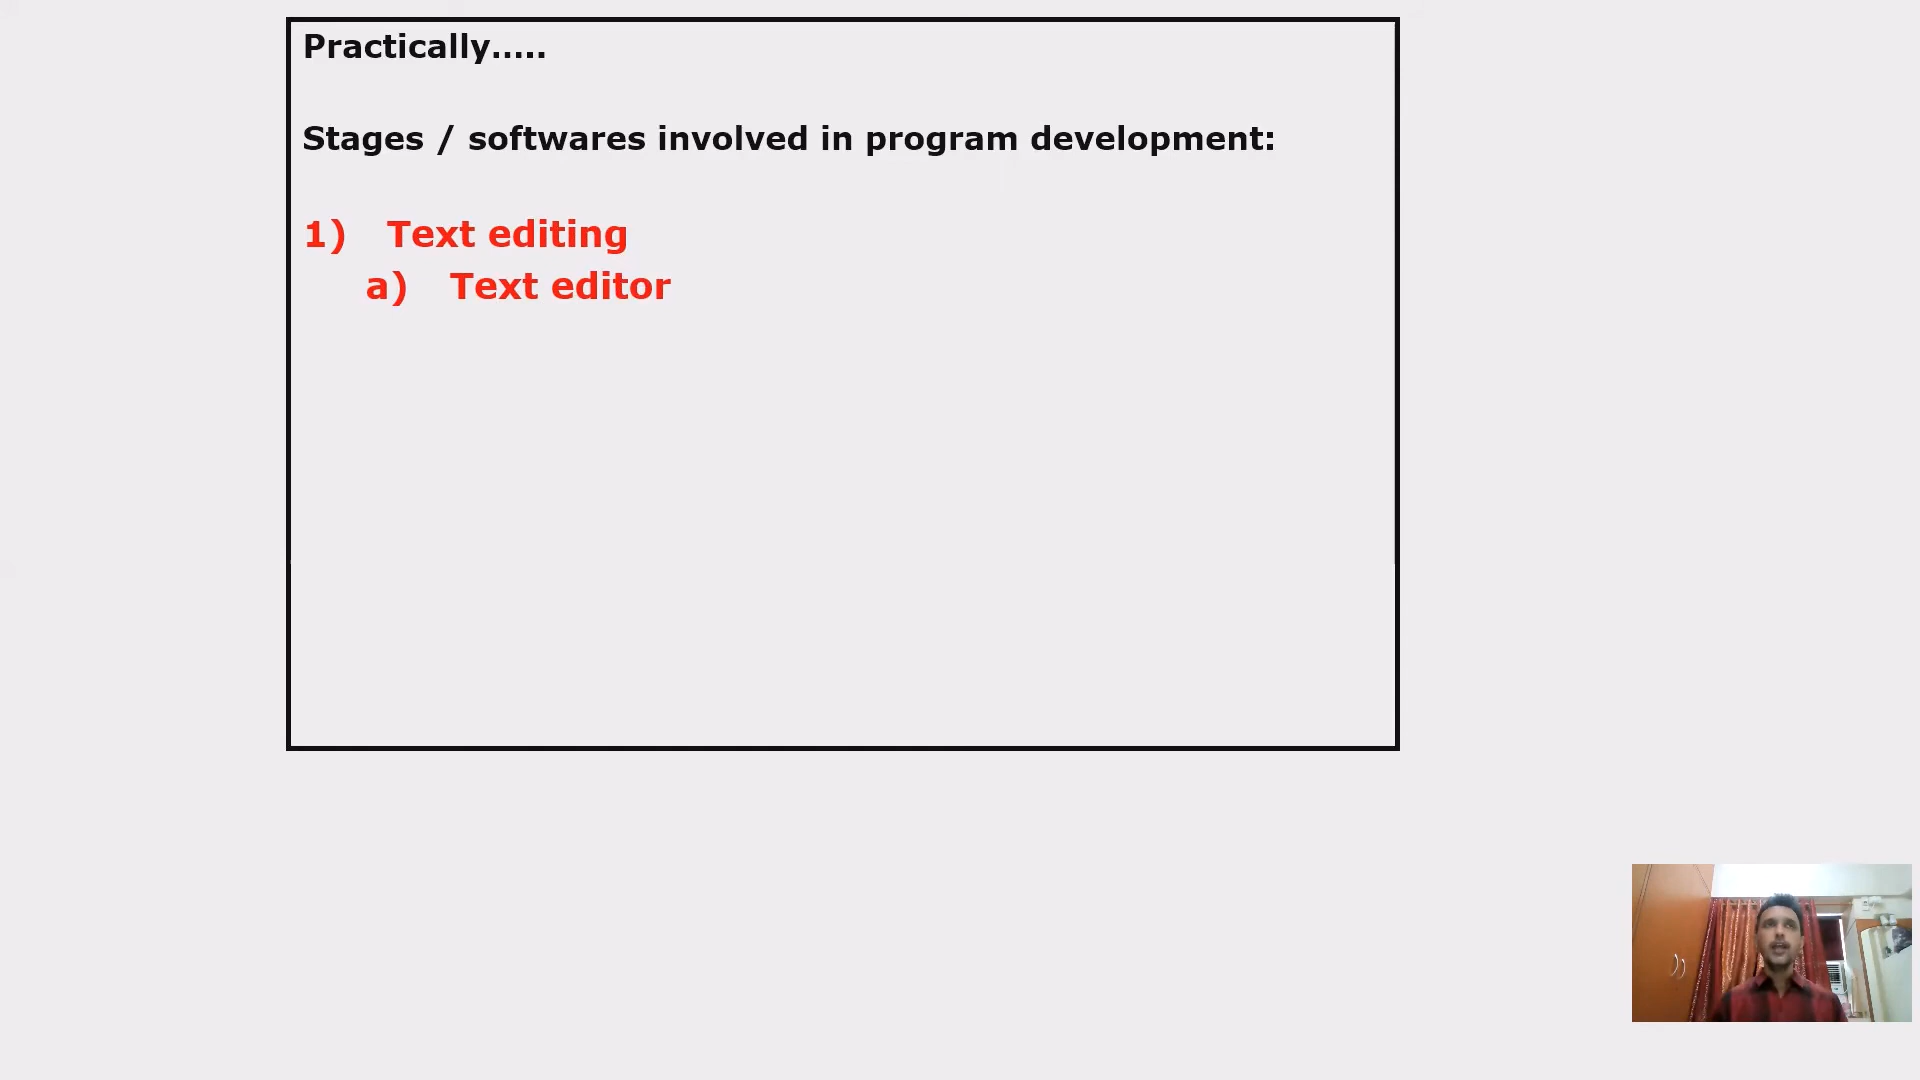 Practically.....
Stages / softwares involved in program development:
1) Text editing
a) Text editor